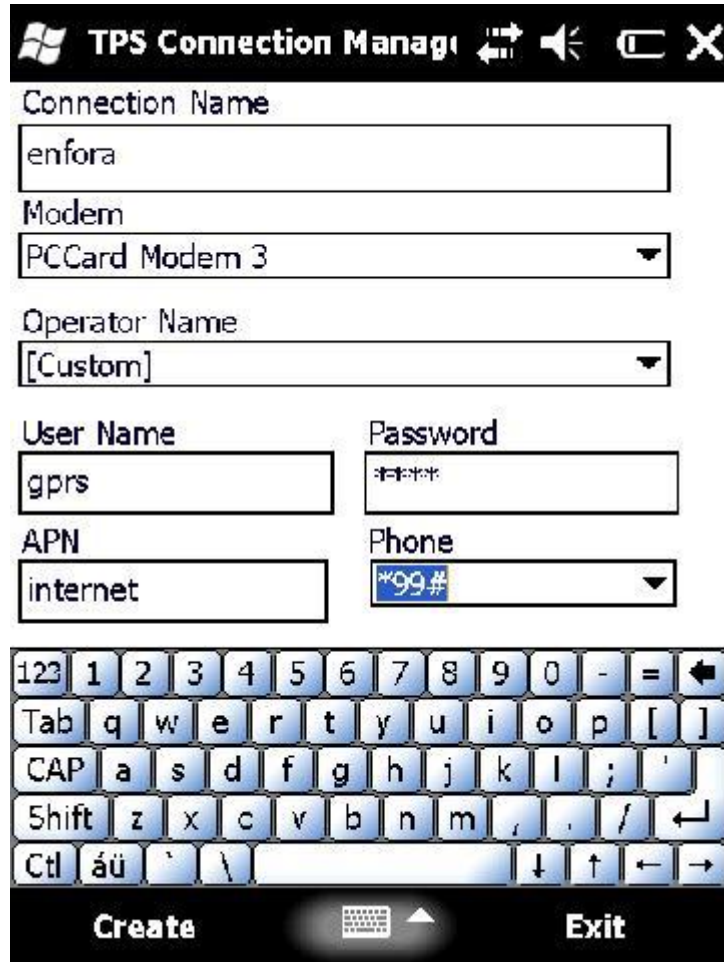 TPS Connection Manag
Connection Name
enfora
Modem
PCCard Modem 3
Operator Name
[Custom]
User Name Password
gprs ****
APN Phone
internet *99#
123 1 2 3 4 5 6 7 8 9 0 - =
Tab q w e r t y u i o p [ ]
CAP a s d f g h j k l ; '
Shift z x c v b n m , . /
Ctl áü ` \
Create Exit